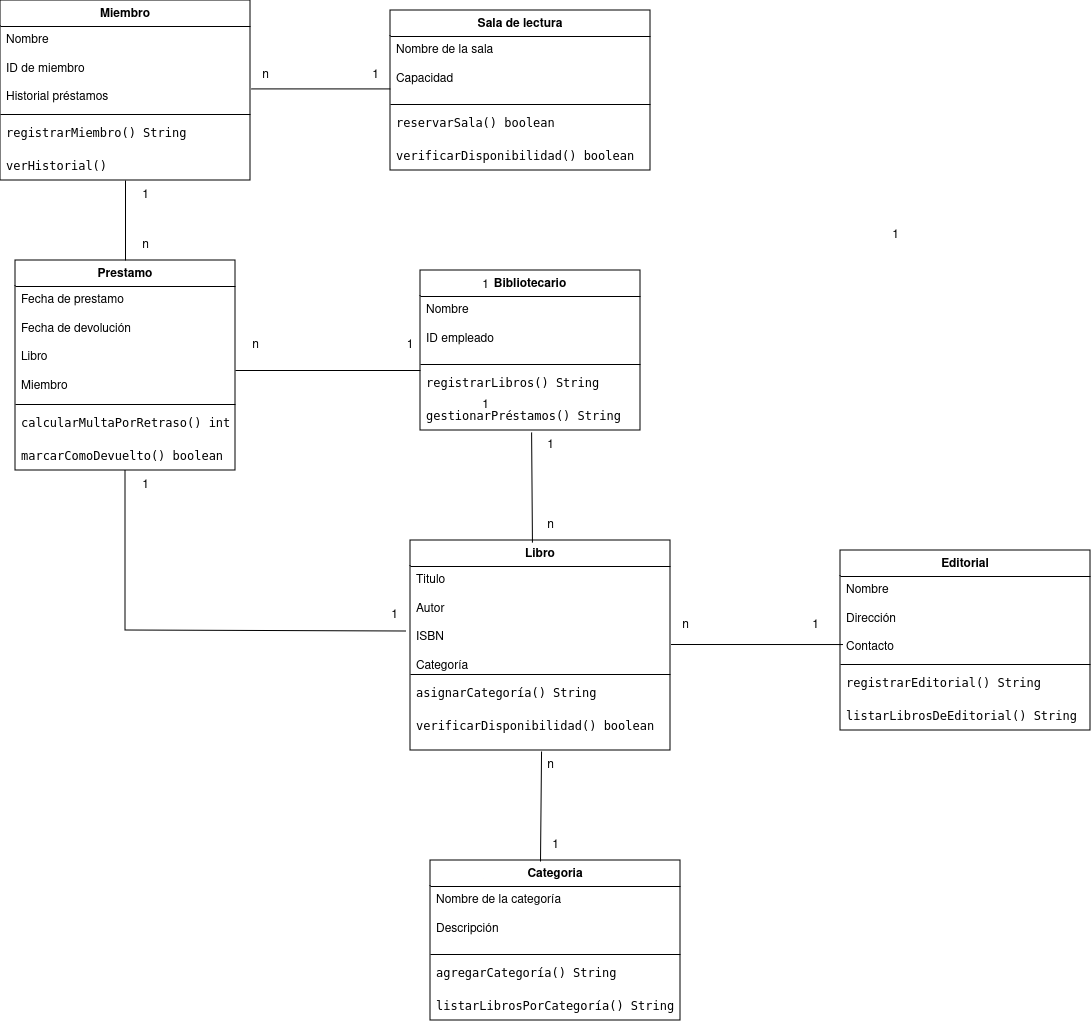 Miembro
Nombre
ID de miembro
Historial préstamos
registrarMiembro() String
verHistorial()
n
1
Sala de lectura
Nombre de la sala
Capacidad
reservarSala() boolean
verificarDisponibilidad() boolean
1
n
1
Prestamo
Fecha de prestamo
Fecha de devolución
Libro
Miembro
calcularMultaPorRetraso() int
marcarComoDevuelto() boolean
n
1
1
Bibliotecario
Nombre
ID empleado
registrarLibros() String
1
gestionarPréstamos() String
1
n
1
1
Libro
Titulo
Autor
ISBN
Categoría
asignarCategoría() String
verificarDisponibilidad() boolean
n
1
Editorial
Nombre
Dirección
Contacto
registrarEditorial() String
listarLibrosDeEditorial() String
n
1
Categoria
Nombre de la categoría
Descripción
agregarCategoría() String
listarLibrosPorCategoría() String